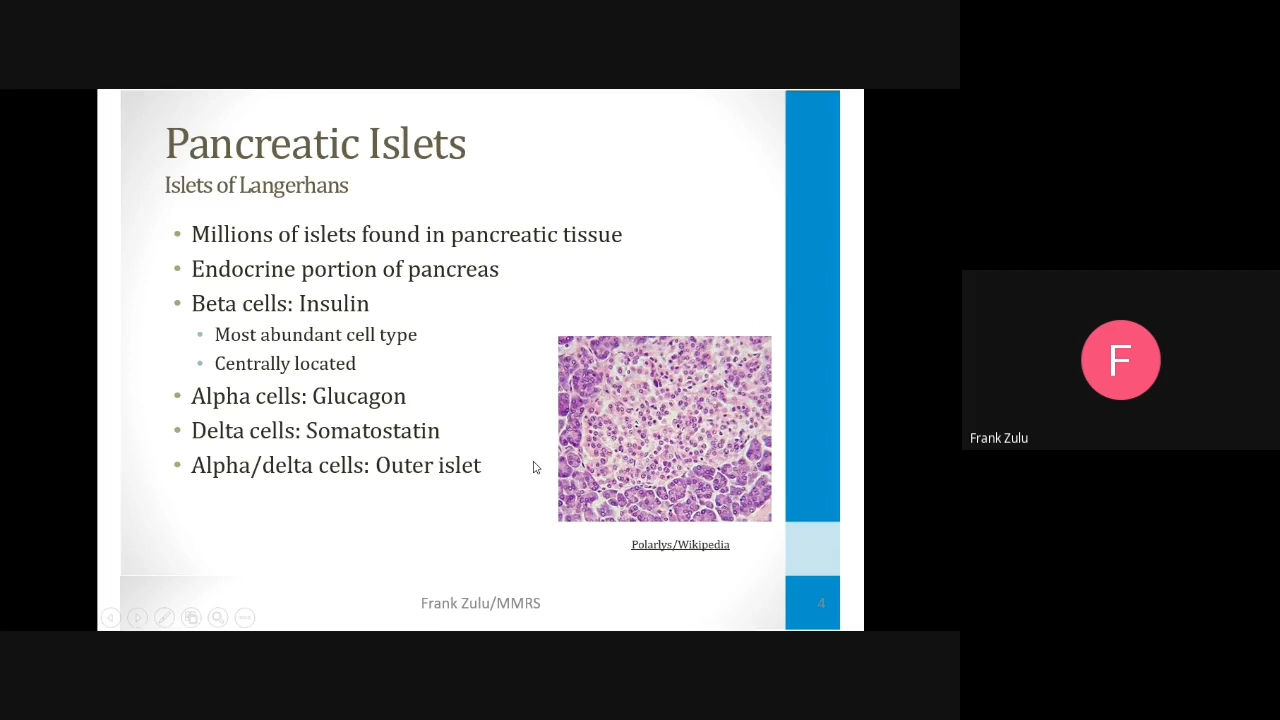 Pancreatic Islets
Islets of Langerhans
• Millions of islets found in pancreatic tissue
• Endocrine portion of pancreas
• Beta cells: Insulin
• Most abundant cell type
• Centrally located
• Alpha cells: Glucagon
• Delta cells: Somatostatin
• Alpha/delta cells: Outer islet
Polarlys/Wikipedia
Frank Zulu/MMRS
4
F
Frank Zulu